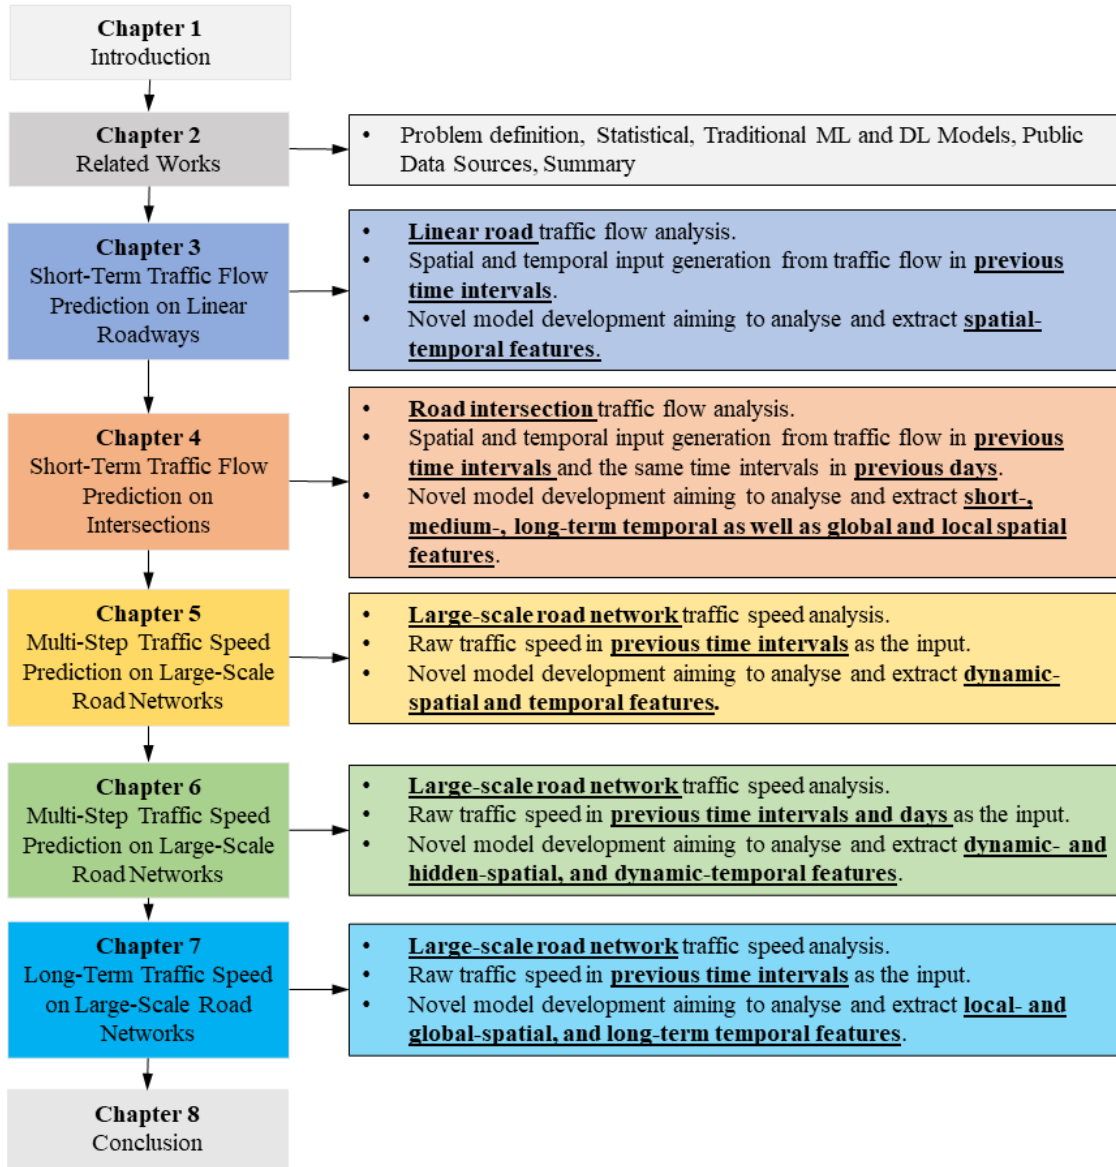 Chapter 1
Introduction
Chapter 2
Related Works
• Problem definition, Statistical, Traditional ML and DL Models, Public
Data Sources, Summary
Chapter 3
Short-Term Traffic Flow
Prediction on Linear
Roadways
• Linear road traffic flow analysis.
• Spatial and temporal input generation from traffic flow in previous
time intervals.
• Novel model development aiming to analyse and extract spatial-
temporal features.
Chapter 4
Short-Term Traffic Flow
Prediction on
Intersections
• Road intersection traffic flow analysis.
• Spatial and temporal input generation from traffic flow in previous
time intervals and the same time intervals in previous days.
• Novel model development aiming to analyse and extract short-,
medium-, long-term temporal as well as global and local spatial
features.
Chapter 5
Multi-Step Traffic Speed
Prediction on Large-Scale
Road Networks
• Large-scale road network traffic speed analysis.
• Raw traffic speed in previous time intervals as the input.
• Novel model development aiming to analyse and extract dynamic-
spatial and temporal features.
Chapter 6
Multi-Step Traffic Speed
Prediction on Large-Scale
Road Networks
• Large-scale road network traffic speed analysis.
• Raw traffic speed in previous time intervals and days as the input.
• Novel model development aiming to analyse and extract dynamic- and
hidden-spatial, and dynamic-temporal features.
Chapter 7
Long-Term Traffic Speed
on Large-Scale Road
Networks
• Large-scale road network traffic speed analysis.
• Raw traffic speed in previous time intervals as the input.
• Novel model development aiming to analyse and extract local- and
global-spatial, and long-term temporal features.
Chapter 8
Conclusion